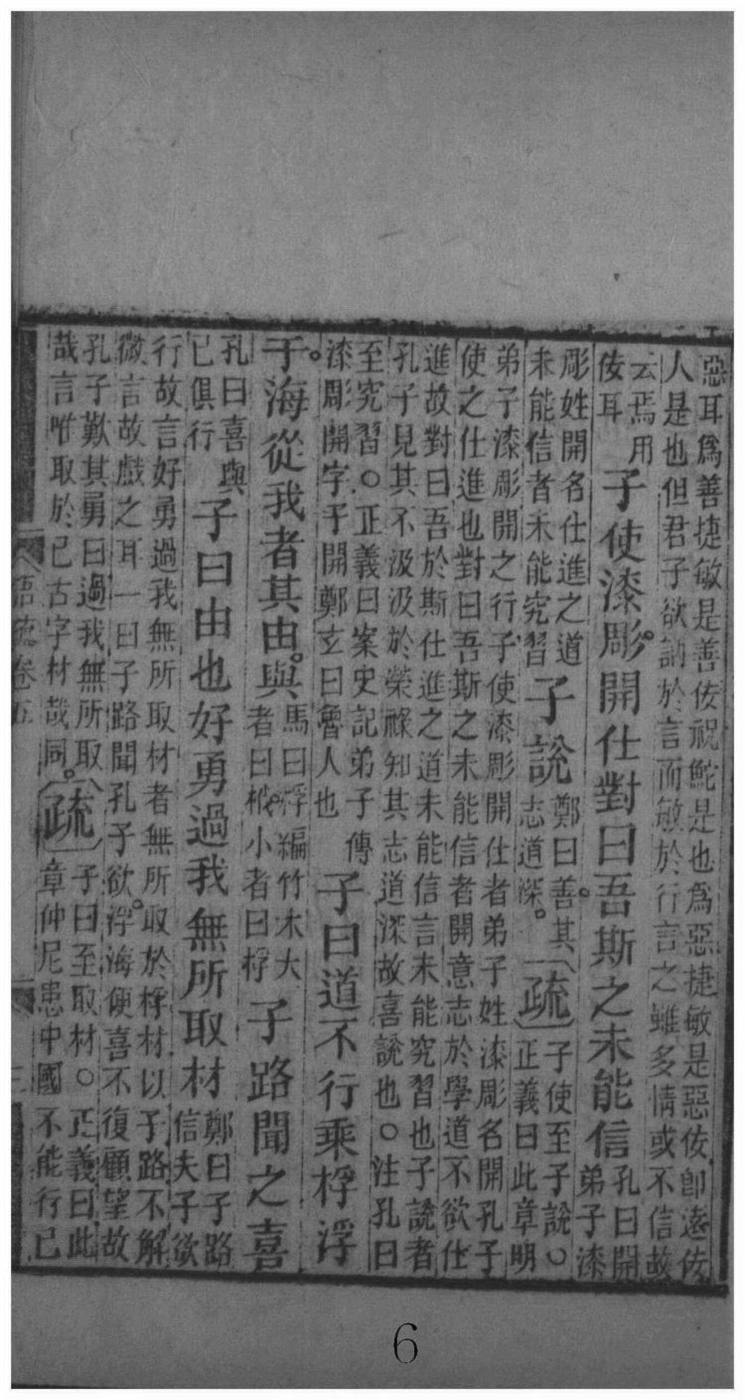 惡耳爲善捷敏是善佞祝鮀是也爲惡捷敏是惡佞卽遠佞
人是也但君子欲訥於言而敏於行言之雖多情或不信故
云焉用
佞耳
子使漆彫開仕對曰吾斯之未能信
孔曰開
弟子漆
彫姓開名仕進之道
未能信者未能究習
子說
鄭曰善其
志道深
疏
子使至子說○
正義曰此章明
弟子漆彫開之行子使漆彫開仕者弟子姓漆彫名開孔子
使之仕進也對曰吾斯之未能信者開意志於學道不欲仕
進故對曰吾於斯仕進之道未能信言未能究習也子說者
孔子見其不汲汲於榮祿知其志道深故喜說也○注孔曰
至究習○正義曰案史記弟子傳
漆彫開字子開鄭玄曰魯人也
子曰道不行乘桴浮
于海從我者其由與
馬曰桴編竹木大
者曰栰小者曰桴
子路聞之喜
孔曰喜與
已俱行
子曰由也好勇過我無所取材
鄭曰子路
信夫子欲
行故言好勇過我無所取材者無所取於桴材以子路不解
微言故戲之耳一曰子路聞孔子欲浮海便喜不復顧望故
孔子歎其勇曰過我無所取
哉言唯取於己古字材哉同
疏
子曰至取材○正義曰此
章仲尼患中國不能行己
語疏卷五
三
6